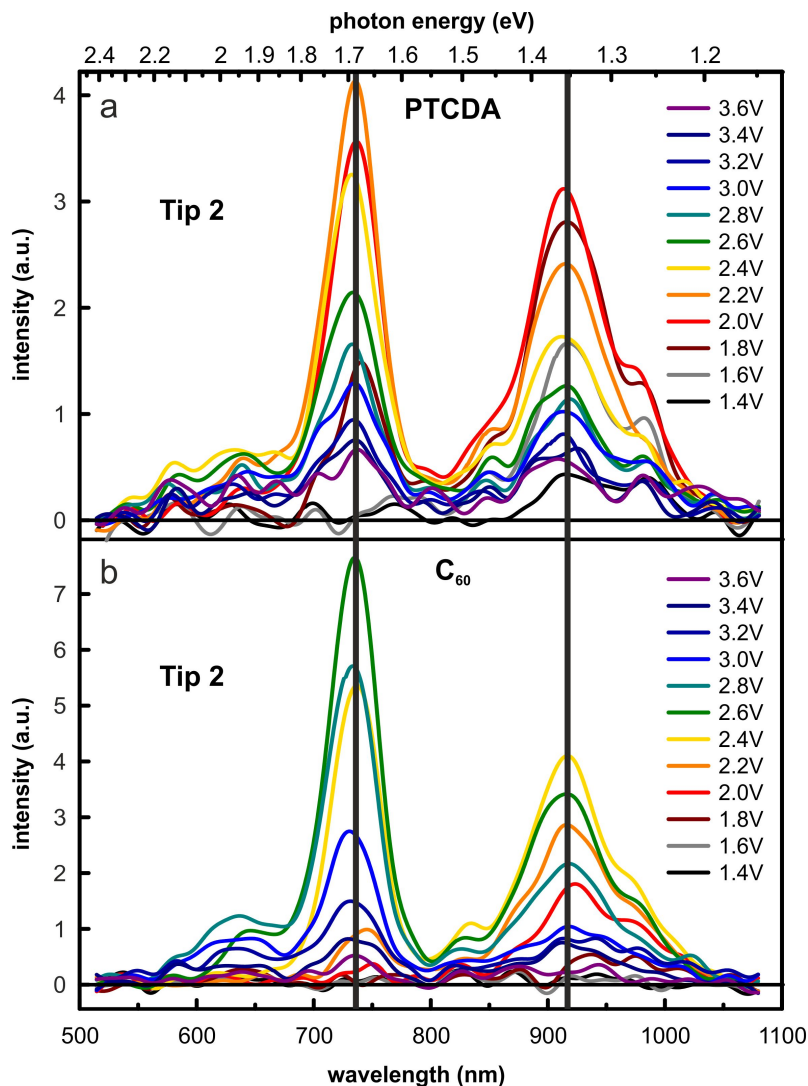 photon energy (eV)
2.4 2.2 2 1.9 1.8 1.7 1.6 1.5 1.4 1.3 1.2
a
PTCDA
Tip 2
intensity (a.u.)
4
3
2
1
0
3.6V
3.4V
3.2V
3.0V
2.8V
2.6V
2.4V
2.2V
2.0V
1.8V
1.6V
1.4V
b
C₆₀
Tip 2
intensity (a.u.)
7
6
5
4
3
2
1
0
3.6V
3.4V
3.2V
3.0V
2.8V
2.6V
2.4V
2.2V
2.0V
1.8V
1.6V
1.4V
500 600 700 800 900 1000 1100
wavelength (nm)